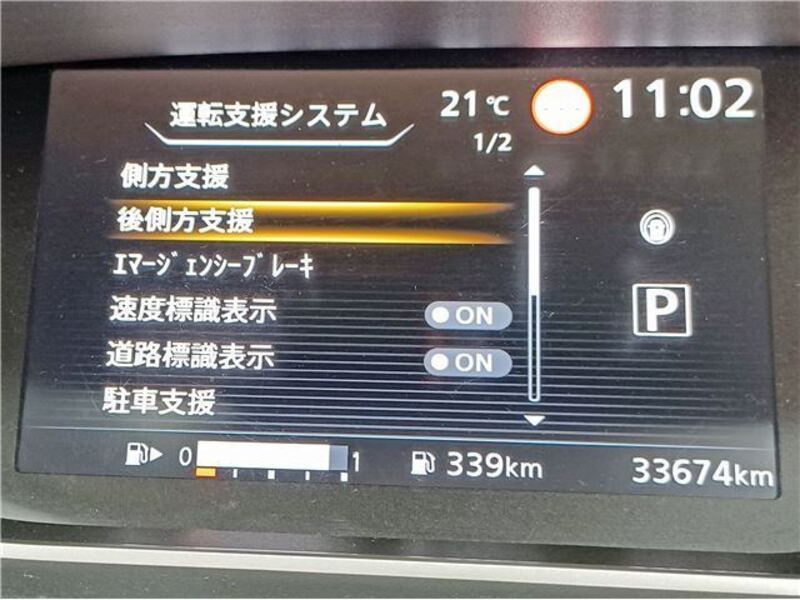 運転支援システム
21℃
11:02
1/2
側方支援
後側方支援
ｴﾏｰｼﾞｪﾝｼｰﾌﾞﾚｰｷ
速度標識表示 ON
道路標識表示 ON
P
駐車支援
0 1
339km
33674km